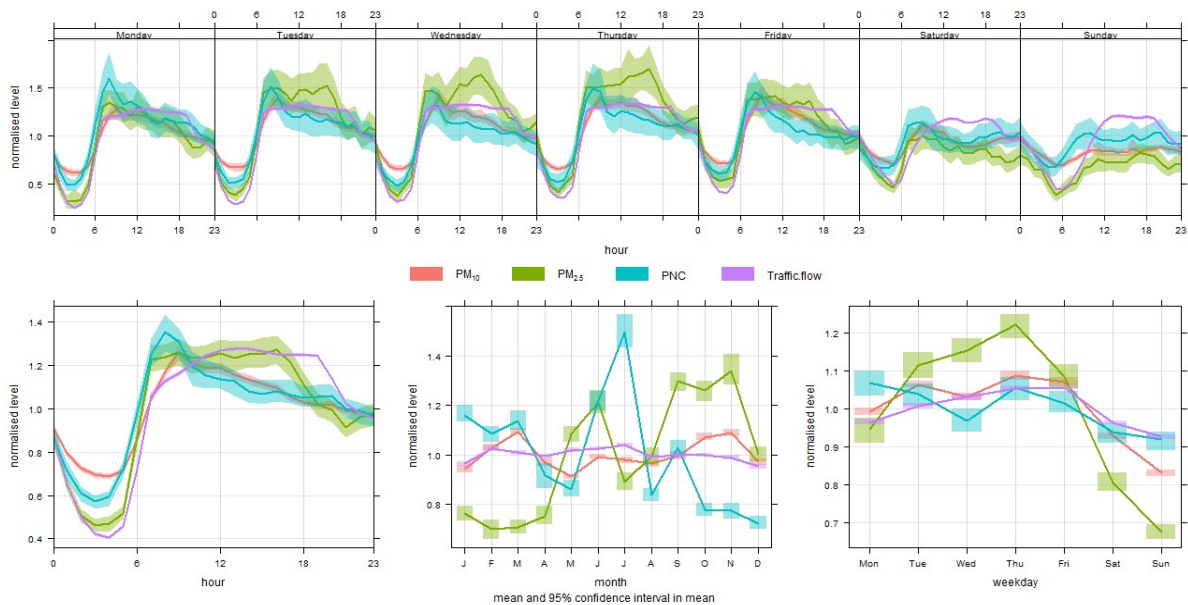 0 6 12 18 23 0 6 12 18 23 0 6 12 18 23
Monday Tuesday Wednesday Thursday Friday Saturday Sunday
normalised level
1.5
1.0
0.5
0 6 12 18 23 0 6 12 18 23 0 6 12 18 23 0 6 12 18 23
hour
PM10 PM2.5 PNC Traffic.flow
normalised level
1.4
1.2
1.0
0.8
0.6
0.4
0 6 12 18 23
hour
normalised level
1.4
1.2
1.0
0.8
J F M A M J J A S O N D
month
mean and 95% confidence interval in mean
normalised level
1.2
1.1
1.0
0.9
0.8
0.7
Mon Tue Wed Thu Fri Sat Sun
weekday